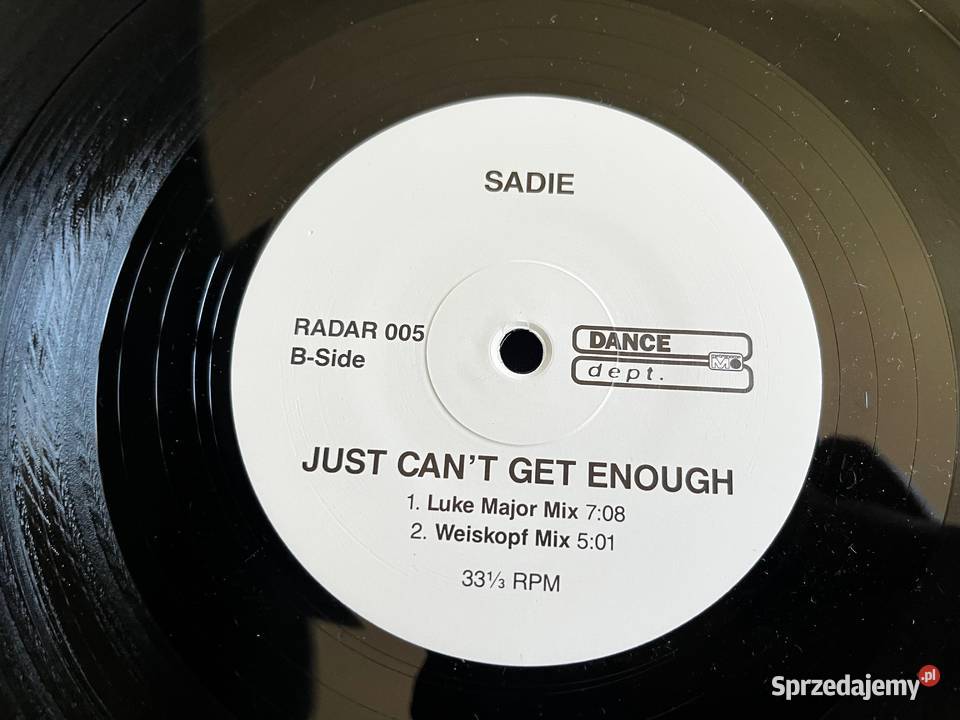 SADIE
RADAR 005
B-Side
DANCE
dept.
JUST CAN'T GET ENOUGH
1. Luke Major Mix 7:08
2. Weiskopf Mix 5:01
33⅓ RPM
Sprzedajemy.pl